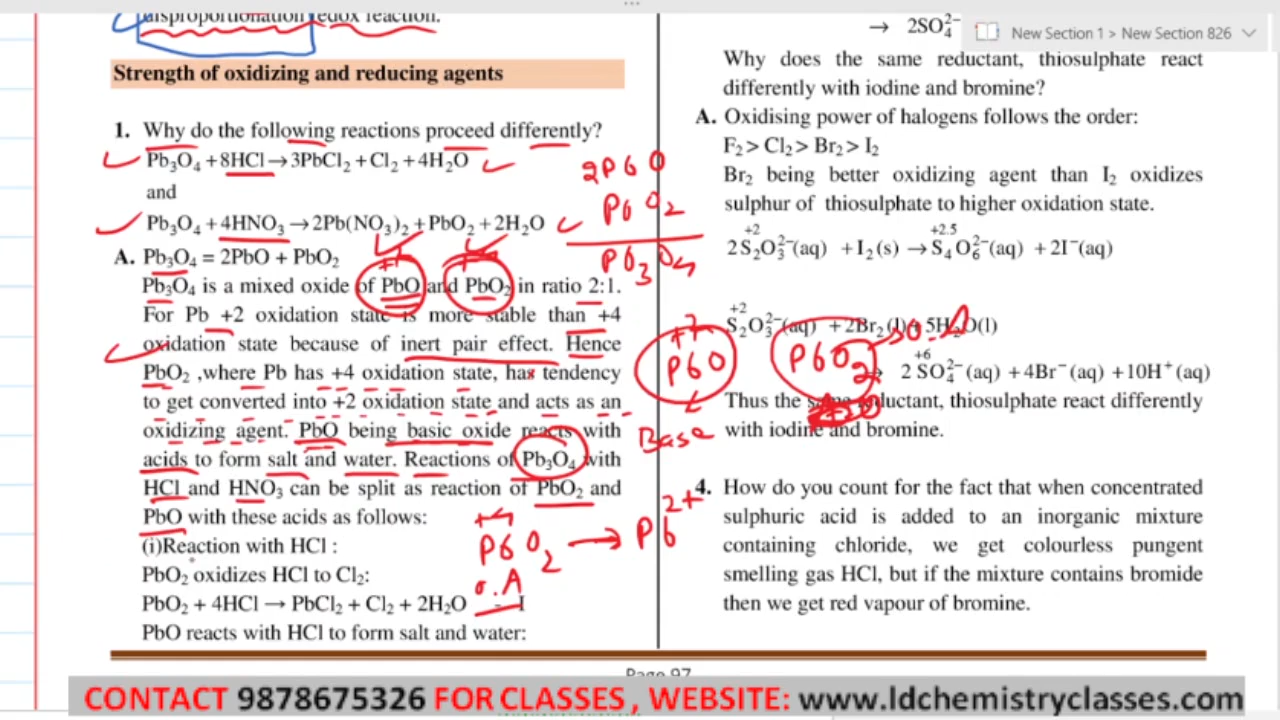 disproportionation redox reaction.
Strength of oxidizing and reducing agents
1. Why do the following reactions proceed differently?
Pb₃O₄ + 8HCl → 3PbCl₂ + Cl₂ + 4H₂O
and
Pb₃O₄ + 4HNO₃ → 2Pb(NO₃)₂ + PbO₂ + 2H₂O
A. Pb₃O₄ = 2PbO + PbO₂
Pb₃O₄ is a mixed oxide of PbO and PbO₂ in ratio 2:1.
For Pb +2 oxidation state is more stable than +4
oxidation state because of inert pair effect. Hence
PbO₂ ,where Pb has +4 oxidation state, has tendency
to get converted into +2 oxidation state and acts as an
oxidizing agent. PbO being basic oxide reacts with
acids to form salt and water. Reactions of Pb₃O₄ with
HCl and HNO₃ can be split as reaction of PbO₂ and
PbO with these acids as follows:
(i)Reaction with HCl :
PbO₂ oxidizes HCl to Cl₂:
PbO₂ + 4HCl → PbCl₂ + Cl₂ + 2H₂O
PbO reacts with HCl to form salt and water:
2PbO
PbO₂
Pb3O4
+2
PbO
Base
PbO2
+4
PbO2 → Pb2+
O.A
→ 2SO₄²⁻
New Section 1 > New Section 826
Why does the same reductant, thiosulphate react
differently with iodine and bromine?
A. Oxidising power of halogens follows the order:
F₂ > Cl₂ > Br₂ > I₂
Br₂ being better oxidizing agent than I₂ oxidizes
sulphur of thiosulphate to higher oxidation state.
+2 +2.5
2S₂O₃²⁻(aq) + I₂(s) → S₄O₆²⁻(aq) + 2I⁻(aq)
+2
S₂O₃²⁻(aq) + 2Br₂(l) + 5H₂O(l)
+6
2 SO₄²⁻(aq) + 4Br⁻(aq) + 10H⁺(aq)
Thus the same reductant, thiosulphate react differently
with iodine and bromine.
4. How do you count for the fact that when concentrated
sulphuric acid is added to an inorganic mixture
containing chloride, we get colourless pungent
smelling gas HCl, but if the mixture contains bromide
then we get red vapour of bromine.
Page 97
CONTACT 9878675326 FOR CLASSES , WEBSITE: www.ldchemistryclasses.com